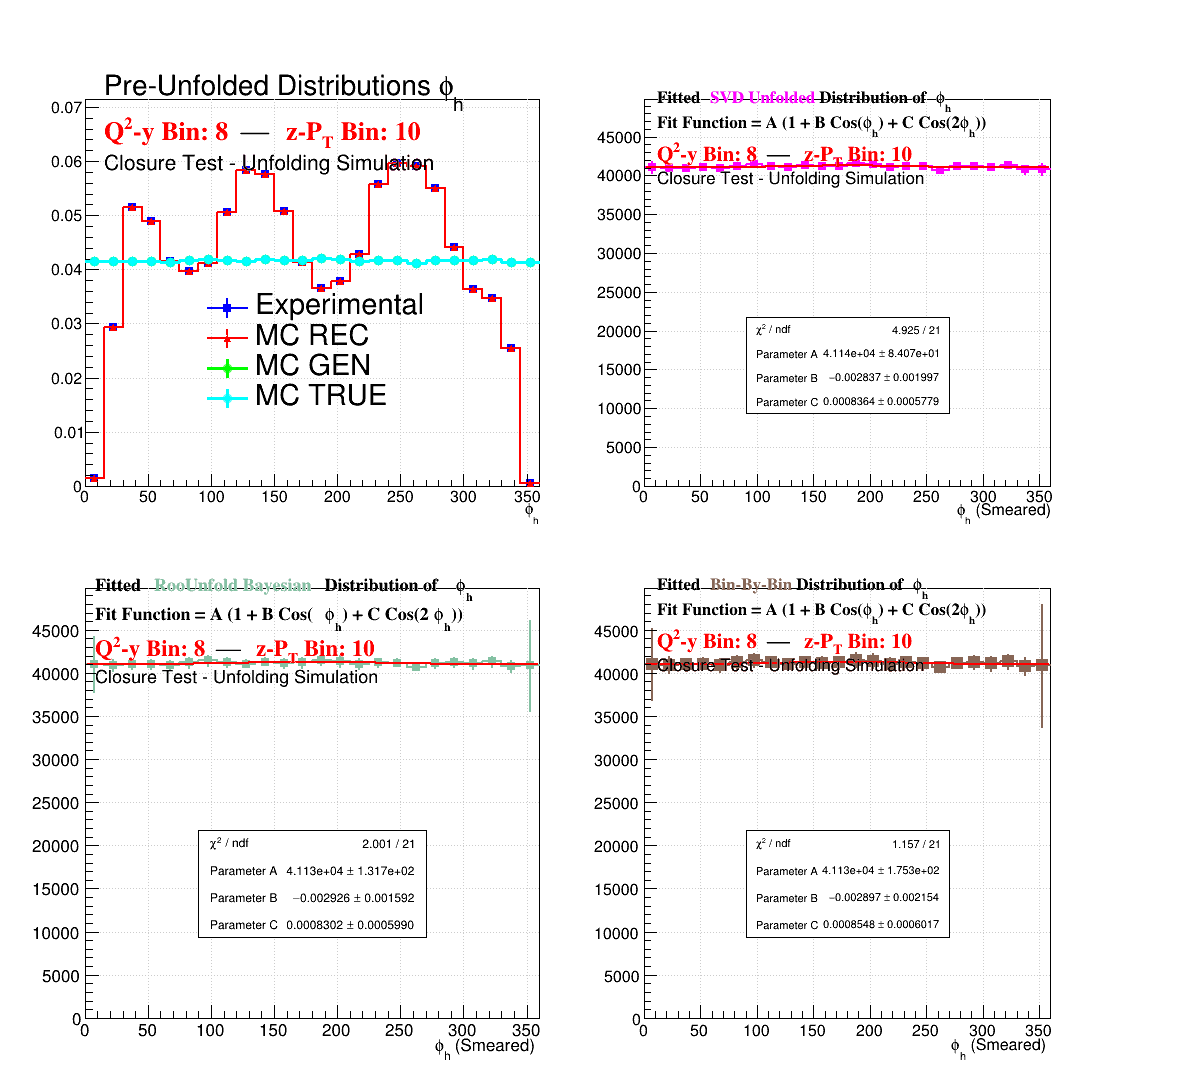 Pre-Unfolded Distributions ϕh
Q²-y Bin: 8 — z-PT Bin: 10
Closure Test - Unfolding Simulation
0.07
0.06
0.05
0.04
0.03
0.02
0.01
0
Experimental
MC REC
MC GEN
MC TRUE
0 50 100 150 200 250 300 350
ϕh
Fitted SVD Unfolded Distribution of ϕh
Fit Function = A (1 + B Cos(ϕh) + C Cos(2ϕh))
Q²-y Bin: 8 — z-PT Bin: 10
Closure Test - Unfolding Simulation
45000
40000
35000
30000
25000
20000
15000
10000
5000
0
χ² / ndf 4.925 / 21
Parameter A 4.114e+04 ± 8.407e+01
Parameter B −0.002837 ± 0.001997
Parameter C 0.0008364 ± 0.0005779
0 50 100 150 200 250 300 350
ϕh (Smeared)
Fitted RooUnfold Bayesian Distribution of ϕh
Fit Function = A (1 + B Cos( ϕh) + C Cos(2 ϕh))
Q²-y Bin: 8 — z-PT Bin: 10
Closure Test - Unfolding Simulation
45000
40000
35000
30000
25000
20000
15000
10000
5000
0
χ² / ndf 2.001 / 21
Parameter A 4.113e+04 ± 1.317e+02
Parameter B −0.002926 ± 0.001592
Parameter C 0.0008302 ± 0.0005990
0 50 100 150 200 250 300 350
ϕh (Smeared)
Fitted Bin-By-Bin Distribution of ϕh
Fit Function = A (1 + B Cos(ϕh) + C Cos(2ϕh))
Q²-y Bin: 8 — z-PT Bin: 10
Closure Test - Unfolding Simulation
45000
40000
35000
30000
25000
20000
15000
10000
5000
0
χ² / ndf 1.157 / 21
Parameter A 4.113e+04 ± 1.753e+02
Parameter B −0.002897 ± 0.002154
Parameter C 0.0008548 ± 0.0006017
0 50 100 150 200 250 300 350
ϕh (Smeared)